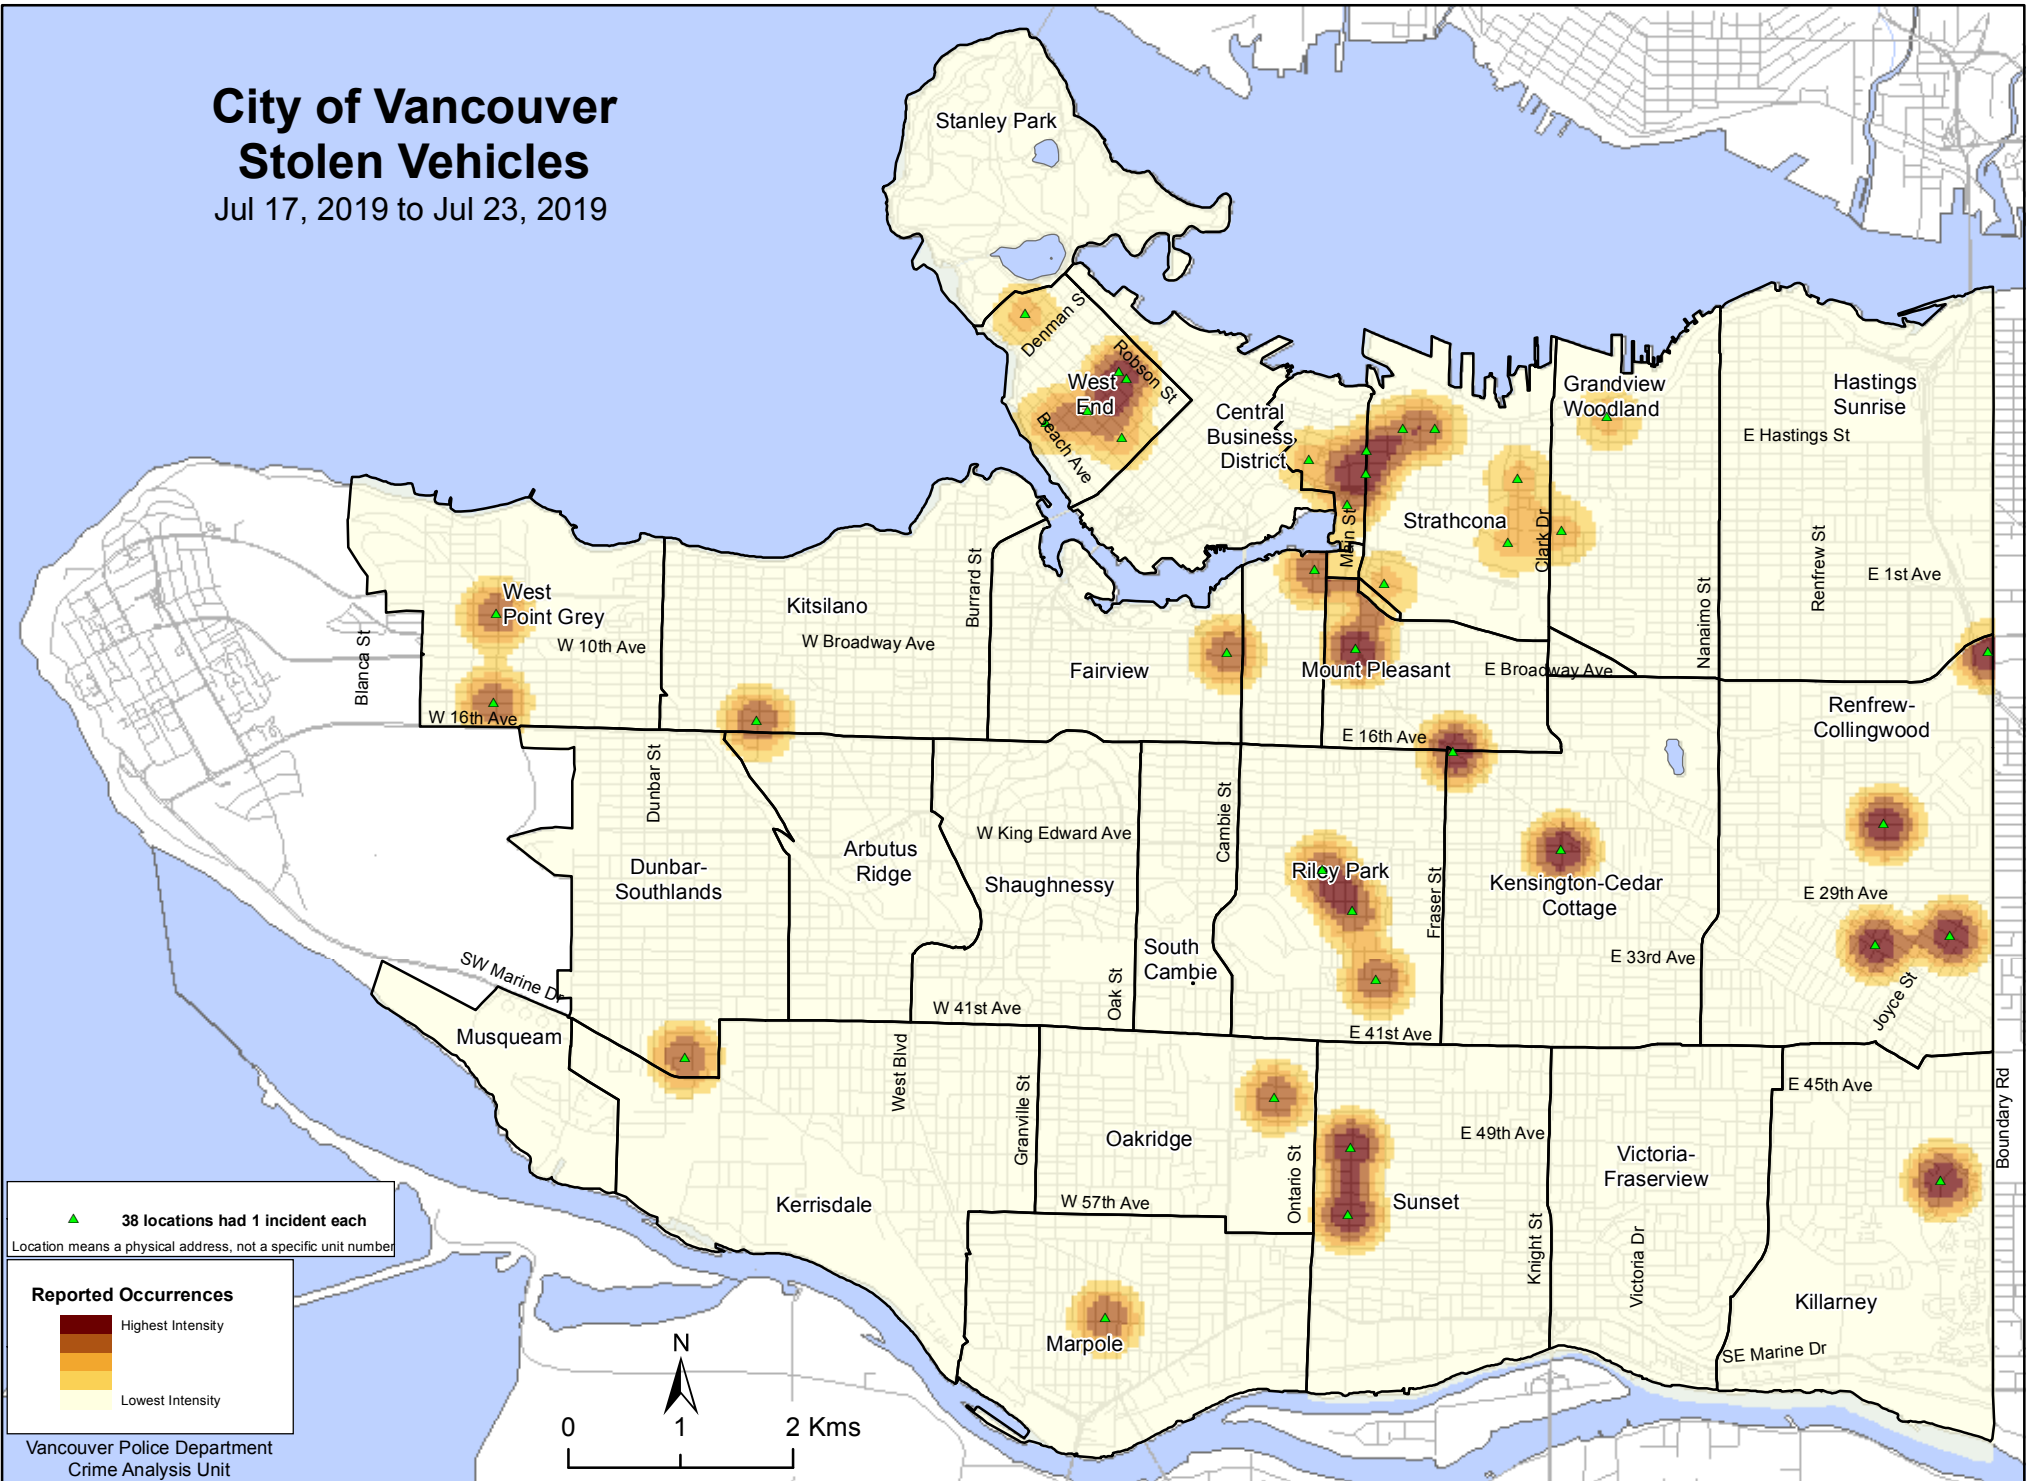 City of Vancouver
Stolen Vehicles
Jul 17, 2019 to Jul 23, 2019
Stanley Park
Denman S
Robson St
West
End
Beach Ave
Central
Business
District
Main St
Strathcona
Clark Dr
Grandview
Woodland
Hastings
Sunrise
E Hastings St
E 1st Ave
Renfrew St
Nanaimo St
West
Point Grey
Blanca St
W 10th Ave
W 16th Ave
Kitsilano
W Broadway Ave
Burrard St
Fairview
Mount Pleasant
E Broadway Ave
E 16th Ave
Renfrew-
Collingwood
Dunbar St
Dunbar-
Southlands
Arbutus
Ridge
W King Edward Ave
Shaughnessy
Cambie St
South
Cambie
Oak St
Riley Park
Fraser St
Kensington-Cedar
Cottage
E 29th Ave
E 33rd Ave
Joyce St
SW Marine Dr
Musqueam
W 41st Ave
E 41st Ave
West Blvd
Granville St
Oakridge
Ontario St
E 49th Ave
E 45th Ave
Boundary Rd
Victoria-
Fraserview
Kerrisdale
W 57th Ave
Sunset
Knight St
Victoria Dr
Killarney
Marpole
SE Marine Dr
38 locations had 1 incident each
Location means a physical address, not a specific unit number
Reported Occurrences
Highest Intensity
Lowest Intensity
N
0 1 2 Kms
Vancouver Police Department
Crime Analysis Unit